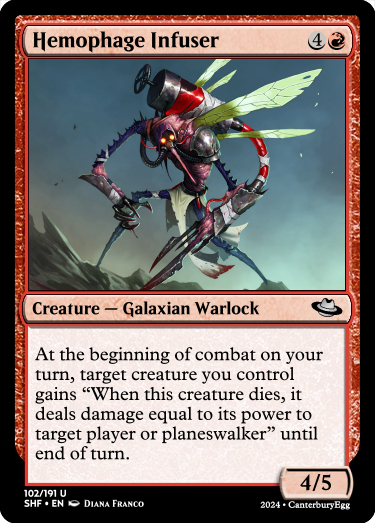 Hemophage Infuser 4
Creature — Galaxian Warlock
At the beginning of combat on your
turn, target creature you control
gains “When this creature dies, it
deals damage equal to its power to
target player or planeswalker” until
end of turn.
4/5
102/191 U
SHF • EN Diana Franco
2024 • CanterburyEgg